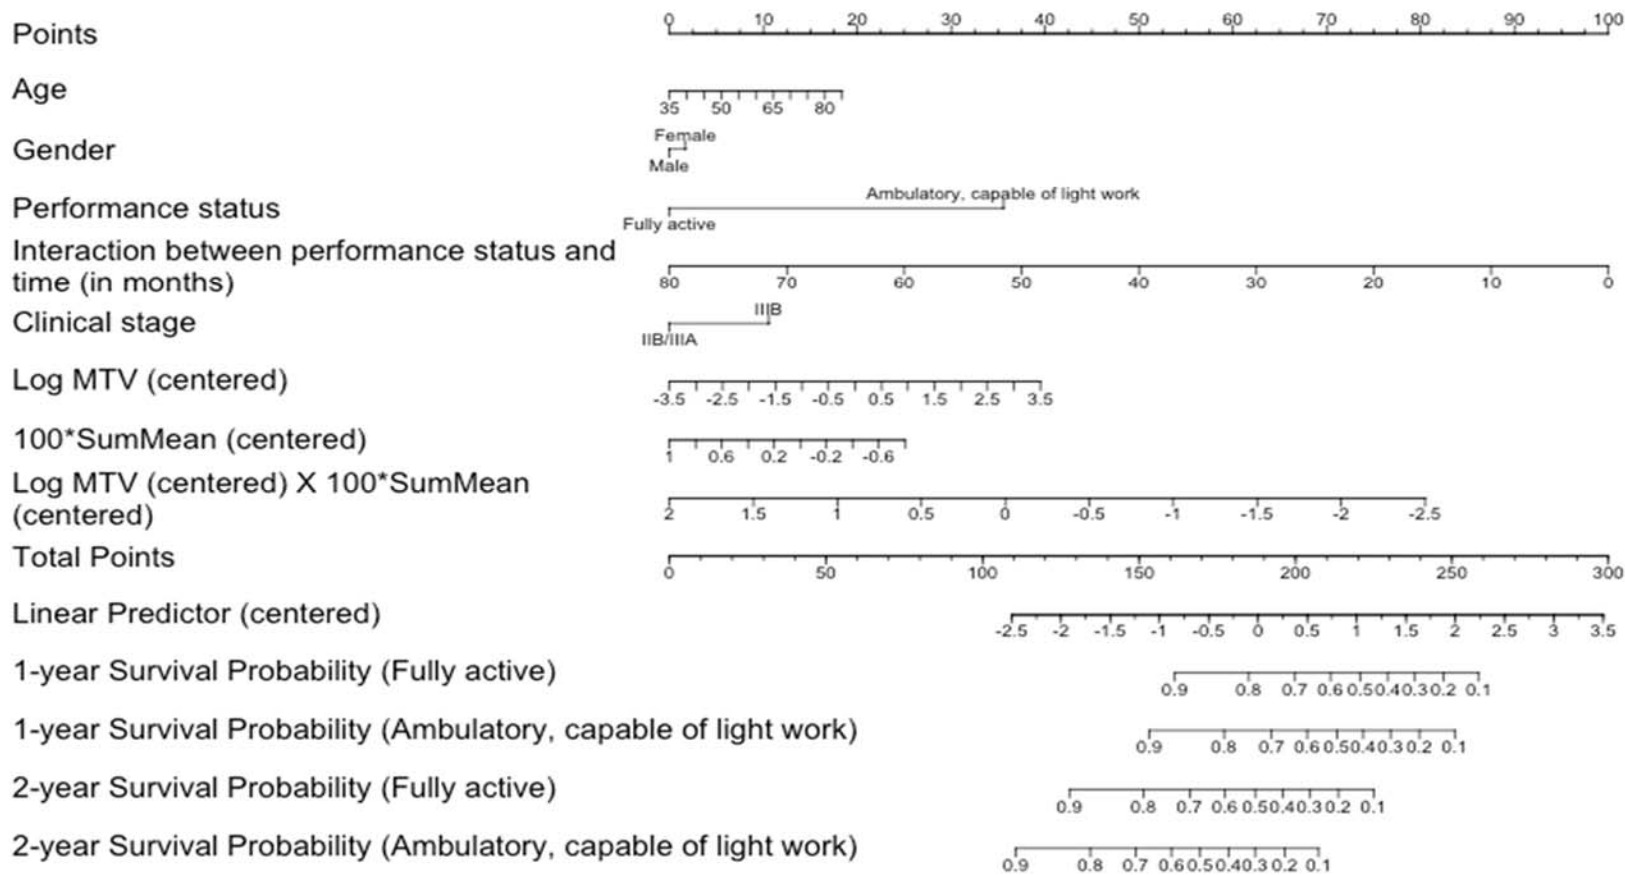 Points
0 10 20 30 40 50 60 70 80 90 100
Age
35 50 65 80
Gender
Female
Male
Performance status
Ambulatory, capable of light work
Fully active
Interaction between performance status and
time (in months)
80 70 60 50 40 30 20 10 0
Clinical stage
IIIB
IIB/IIIA
Log MTV (centered)
-3.5 -2.5 -1.5 -0.5 0.5 1.5 2.5 3.5
100*SumMean (centered)
1 0.6 0.2 -0.2 -0.6
Log MTV (centered) X 100*SumMean
(centered)
2 1.5 1 0.5 0 -0.5 -1 -1.5 -2 -2.5
Total Points
0 50 100 150 200 250 300
Linear Predictor (centered)
-2.5 -2 -1.5 -1 -0.5 0 0.5 1 1.5 2 2.5 3 3.5
1-year Survival Probability (Fully active)
0.9 0.8 0.7 0.6 0.5 0.4 0.3 0.2 0.1
1-year Survival Probability (Ambulatory, capable of light work)
0.9 0.8 0.7 0.6 0.5 0.4 0.3 0.2 0.1
2-year Survival Probability (Fully active)
0.9 0.8 0.7 0.6 0.5 0.4 0.3 0.2 0.1
2-year Survival Probability (Ambulatory, capable of light work)
0.9 0.8 0.7 0.6 0.5 0.4 0.3 0.2 0.1